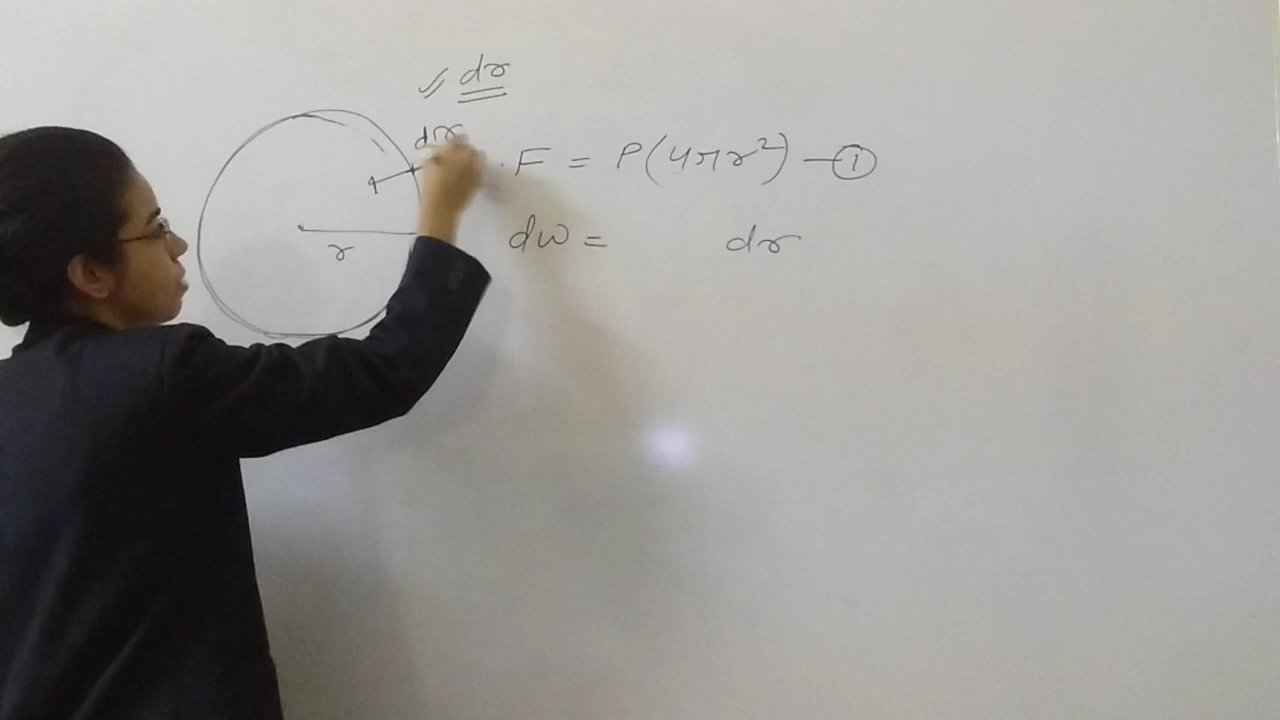 ✓ dr
dr
F = P(4πr²) — ①
r
dw = dr